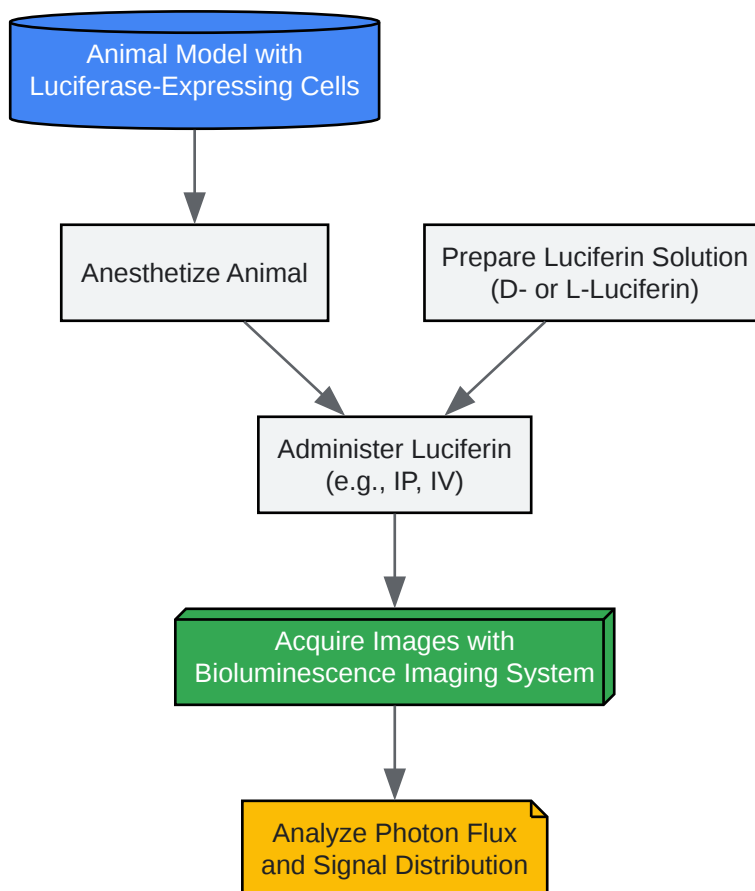 Animal Model with
Luciferase-Expressing Cells
Anesthetize Animal
Prepare Luciferin Solution
(D- or L-Luciferin)
Administer Luciferin
(e.g., IP, IV)
Acquire Images with
Bioluminescence Imaging System
Analyze Photon Flux
and Signal Distribution